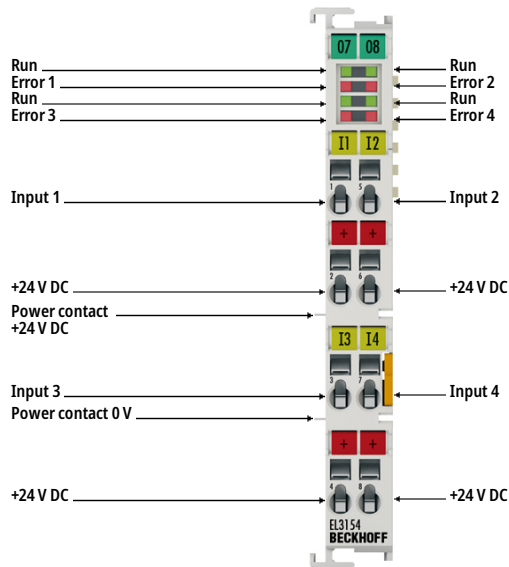 07 08
Run
Run
Error 1
Error 2
Run
Run
Error 3
Error 4
I1 I2
1 5
Input 1
Input 2
+ +
2 6
+24 V DC
+24 V DC
Power contact
+24 V DC
I3 I4
3 7
Input 3
Input 4
Power contact 0 V
+ +
4 8
+24 V DC
+24 V DC
EL3154
BECKHOFF